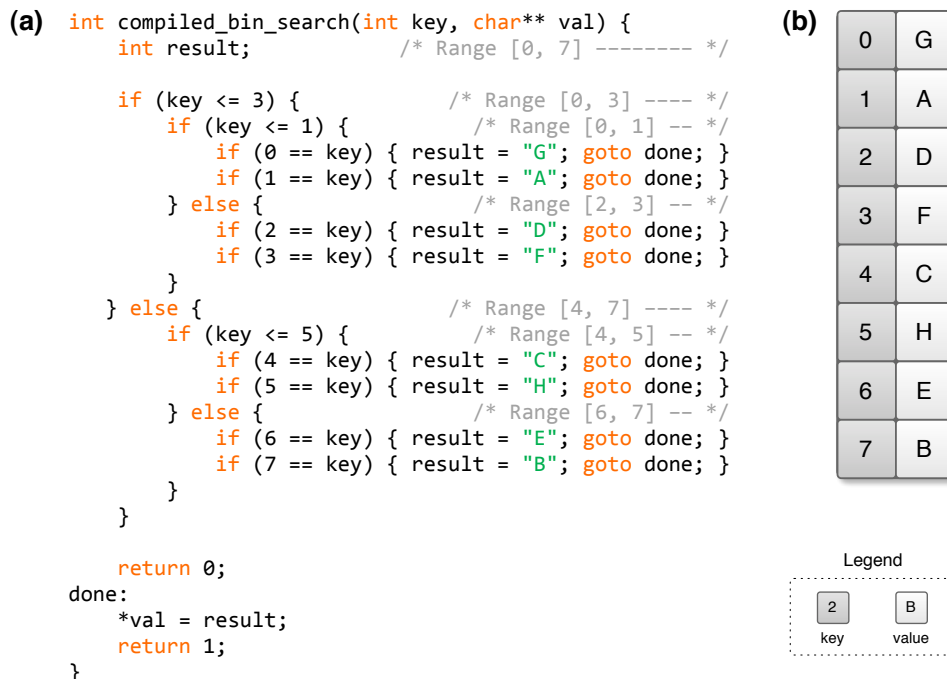 (a) int compiled_bin_search(int key, char** val) {
    int result;             /* Range [0, 7] -------- */

    if (key <= 3) {             /* Range [0, 3] ---- */
        if (key <= 1) {           /* Range [0, 1] -- */
            if (0 == key) { result = "G"; goto done; }
            if (1 == key) { result = "A"; goto done; }
        } else {                  /* Range [2, 3] -- */
            if (2 == key) { result = "D"; goto done; }
            if (3 == key) { result = "F"; goto done; }
        }
   } else {                     /* Range [4, 7] ---- */
        if (key <= 5) {           /* Range [4, 5] -- */
            if (4 == key) { result = "C"; goto done; }
            if (5 == key) { result = "H"; goto done; }
        } else {                  /* Range [6, 7] -- */
            if (6 == key) { result = "E"; goto done; }
            if (7 == key) { result = "B"; goto done; }
        }
    }

    return 0;
done:
    *val = result;
    return 1;
}
(b)
0 G
1 A
2 D
3 F
4 C
5 H
6 E
7 B
Legend
2 B
key value